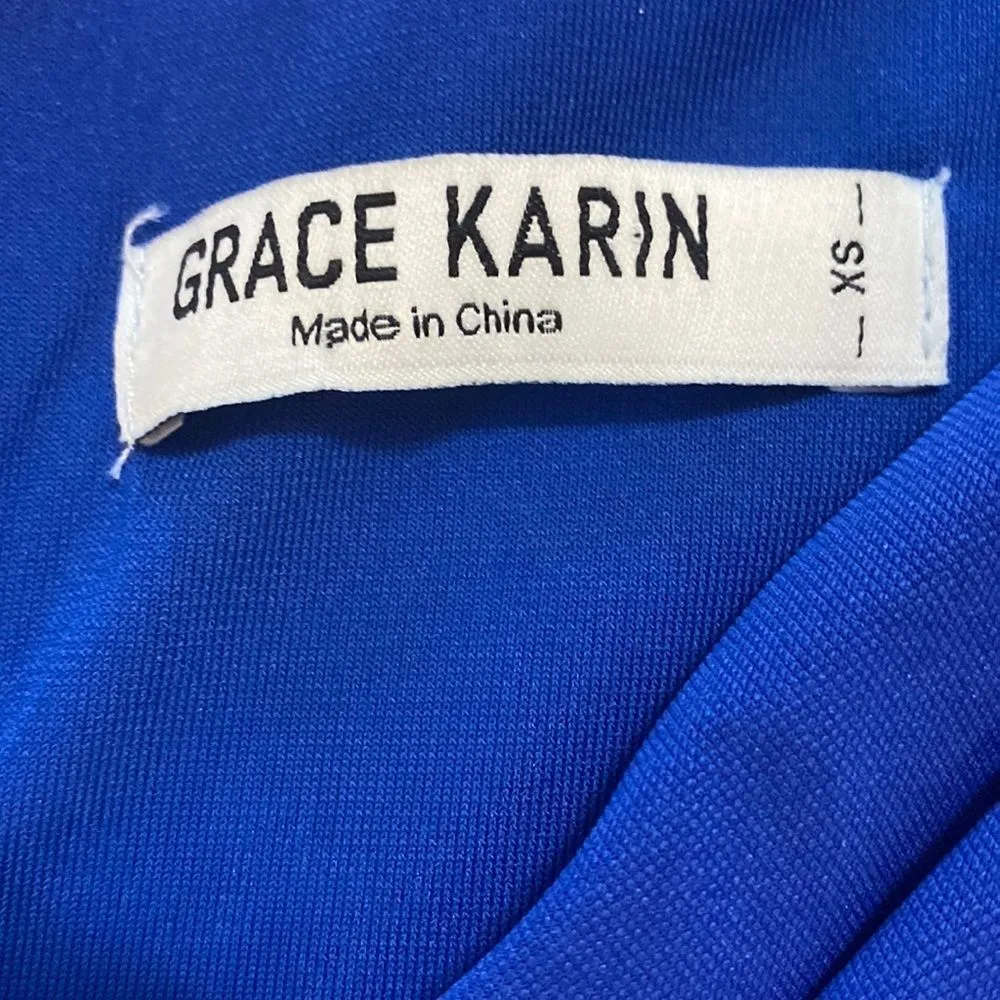 GRACE KARIN
Made in China
— XS —